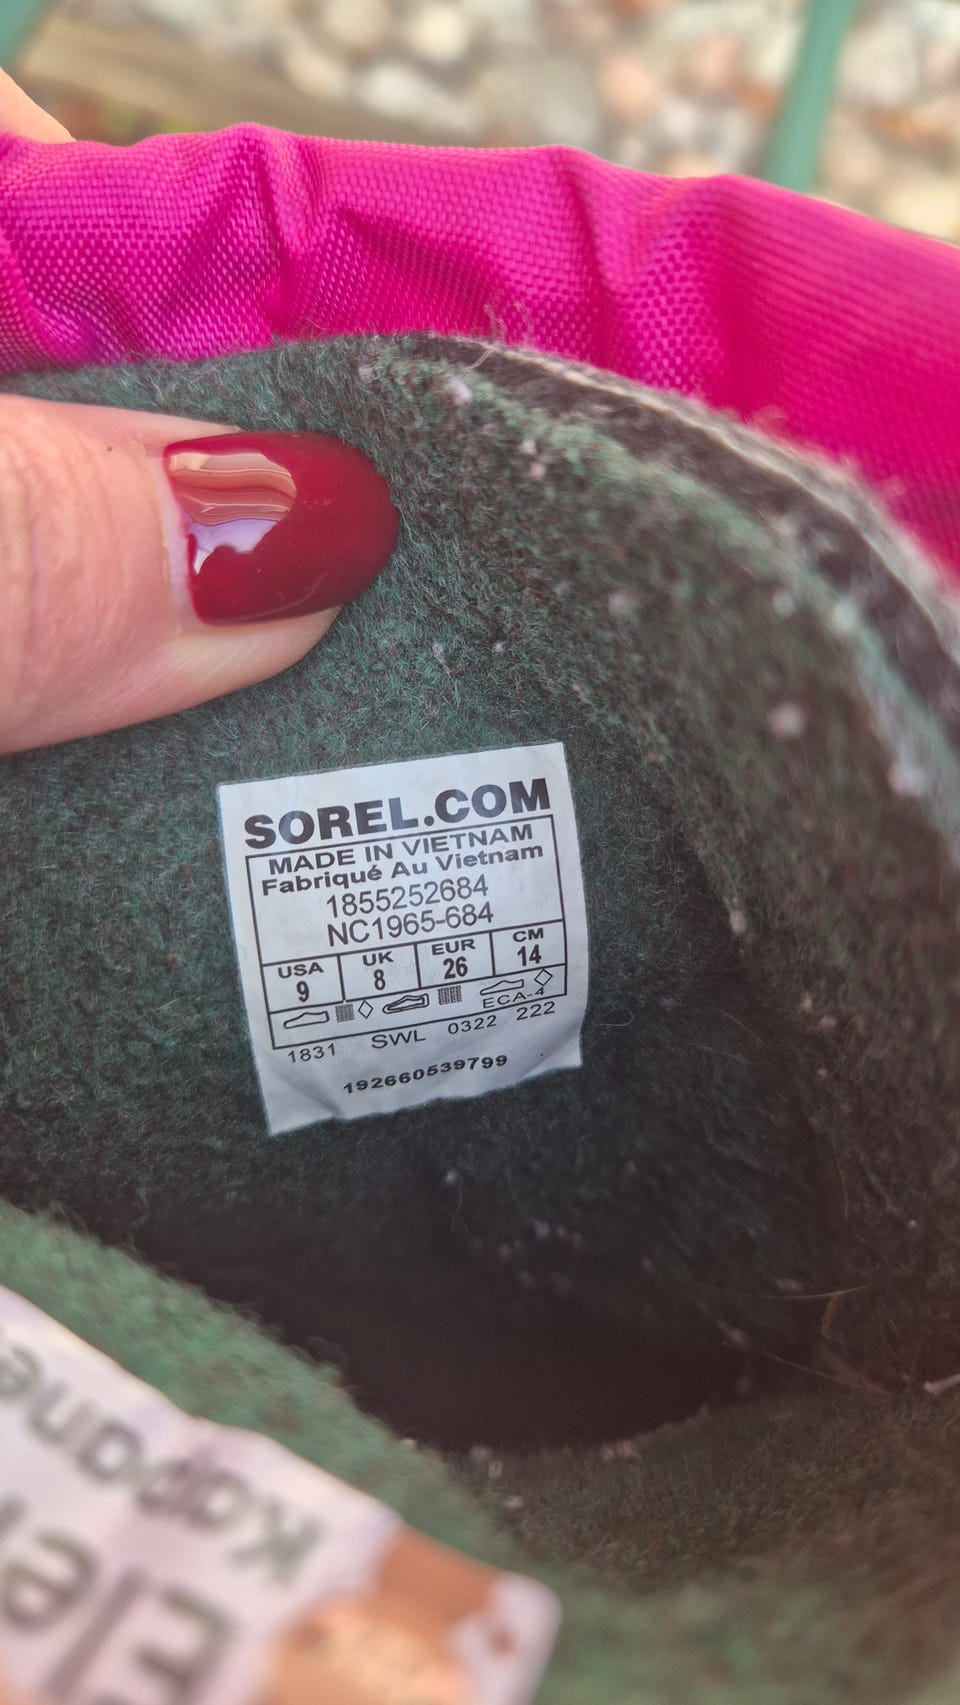 SOREL.COM
MADE IN VIETNAM
Fabriqué Au Vietnam
1855252684
NC1965-684
USA UK EUR CM
9 8 26 14
ECA-4
1831 SWL 0322 222
192660539799